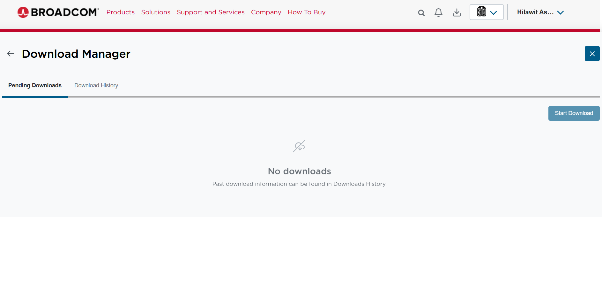 BROADCOM Products Solutions Support and Services Company How To Buy Hilawit As...
Download Manager
Pending Downloads Download History
Start Download
No downloads
Past download information can be found in Downloads History